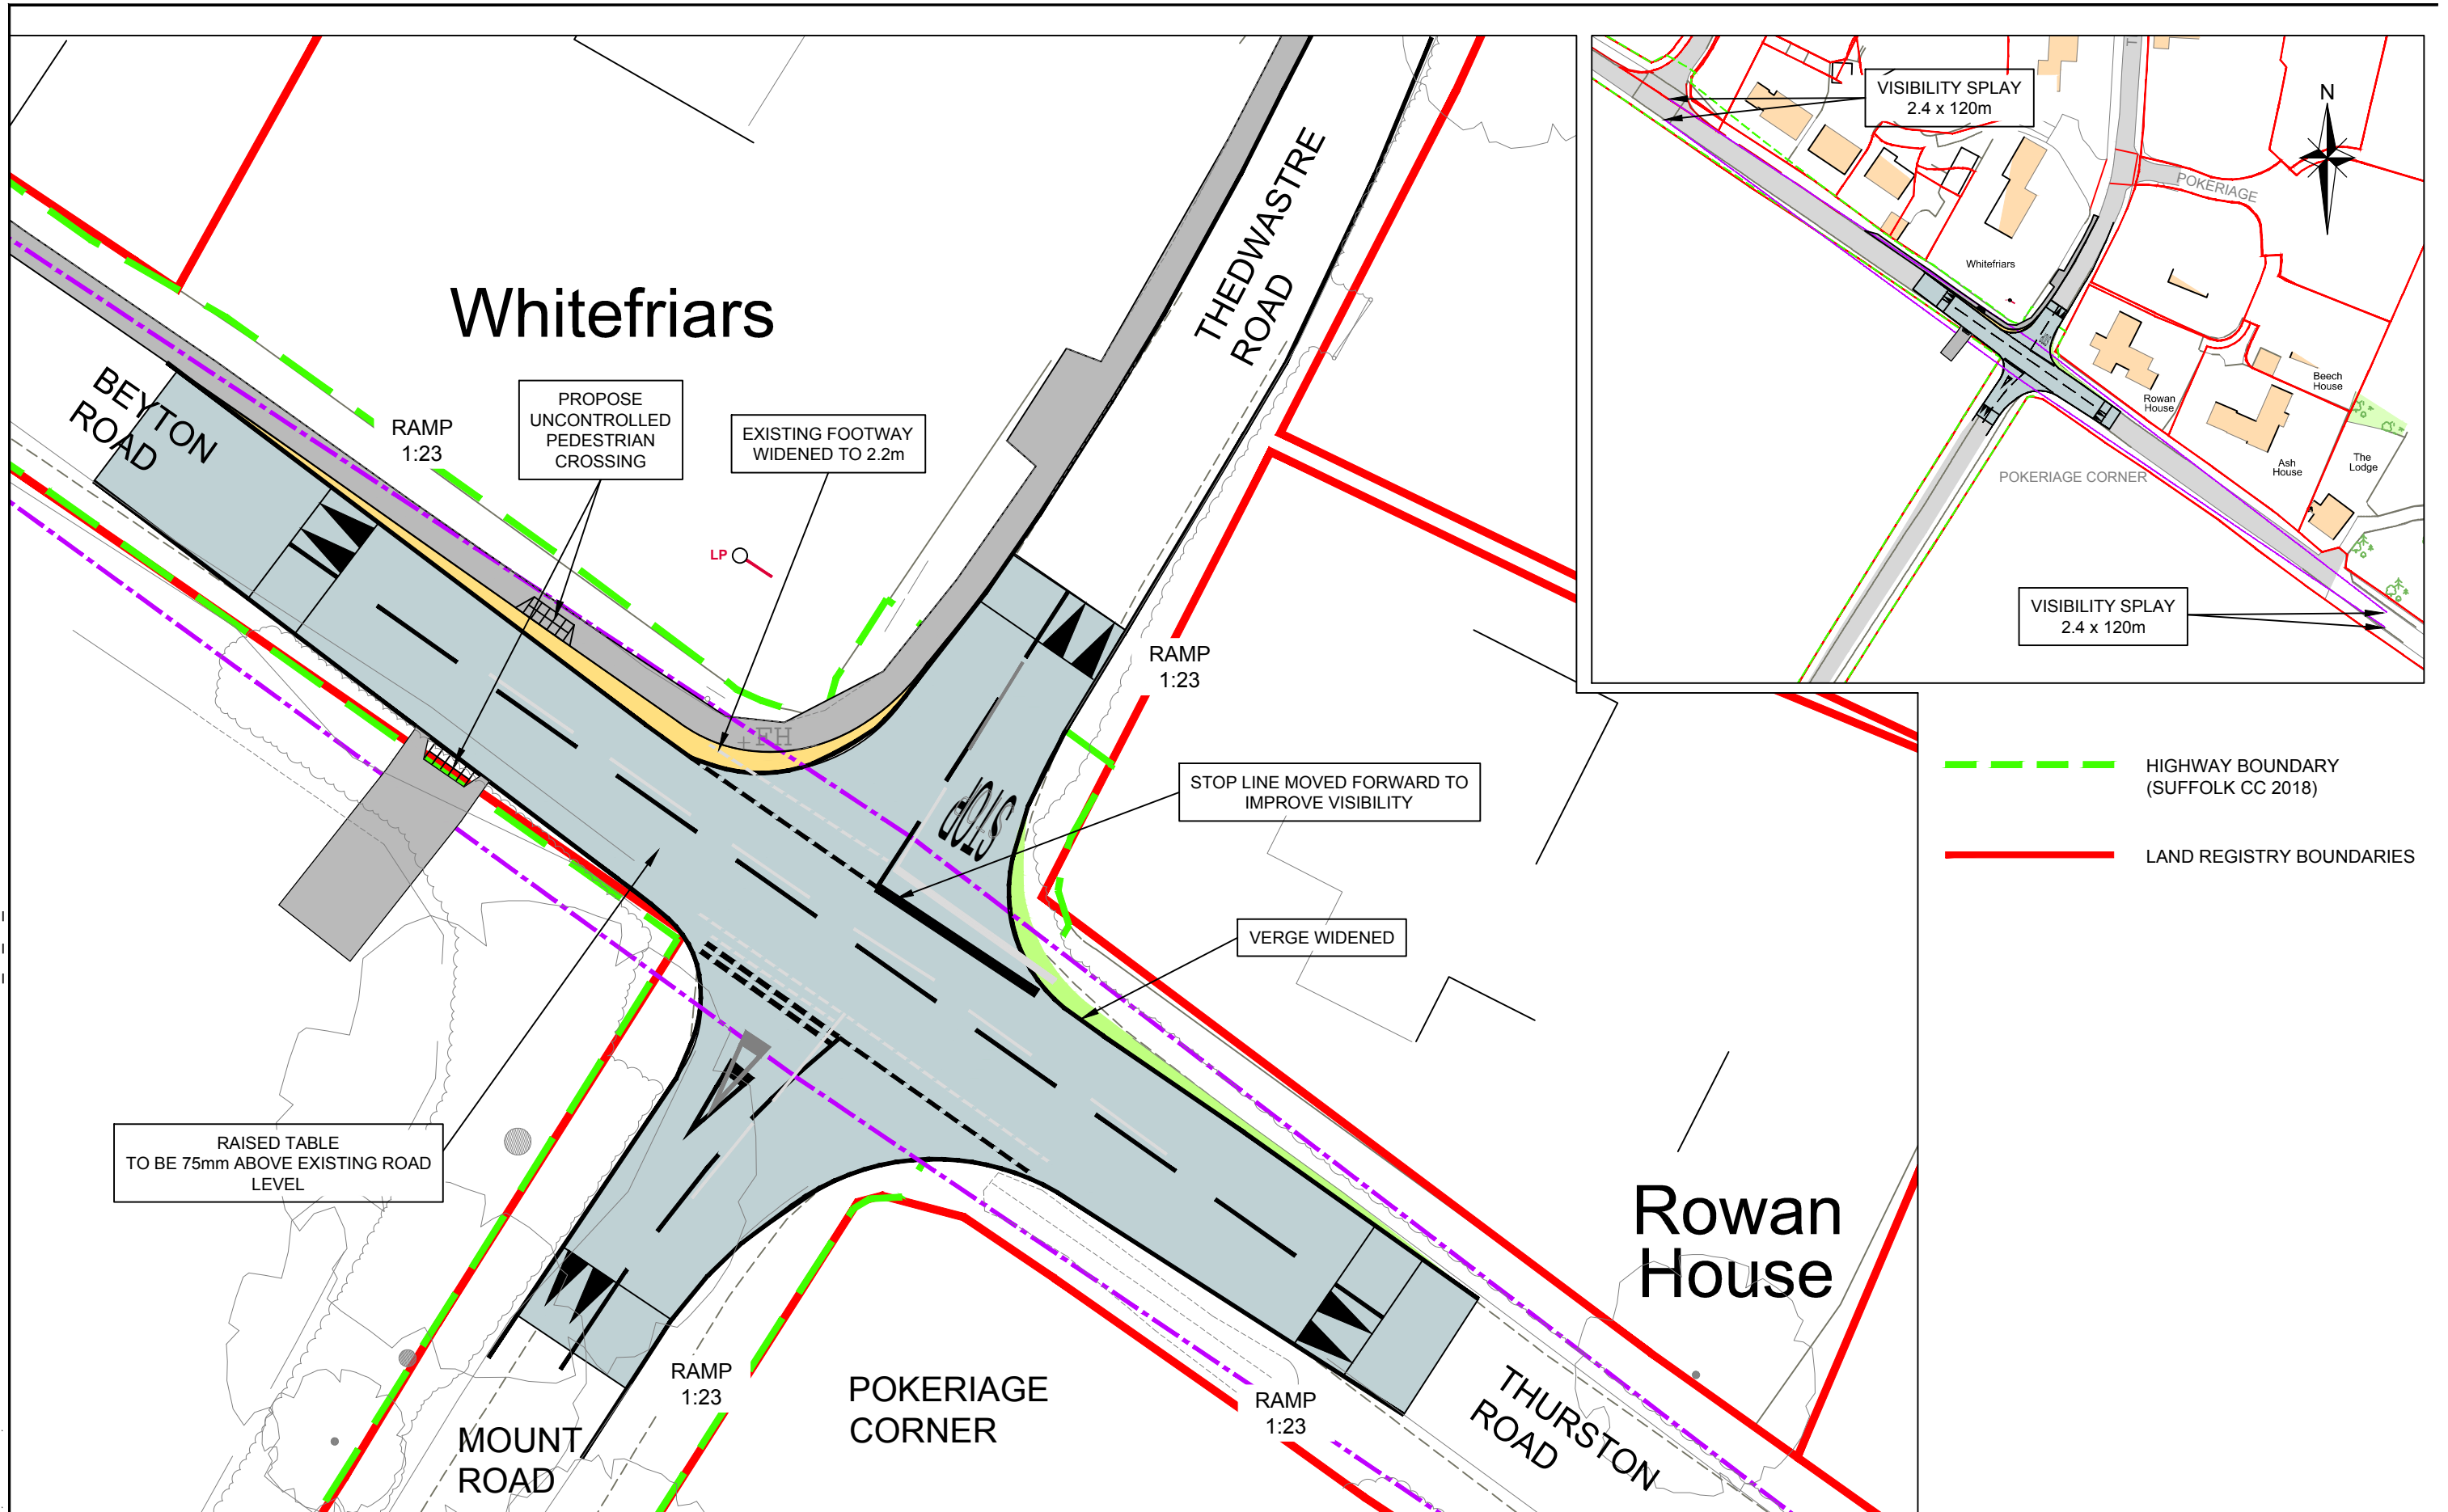 Whitefriars
BEYTON
ROAD
RAMP
1:23
PROPOSE
UNCONTROLLED
PEDESTRIAN
CROSSING
EXISTING FOOTWAY
WIDENED TO 2.2m
THEDWASTRE
ROAD
LP
RAMP
1:23
FH
STOP
STOP LINE MOVED FORWARD TO
IMPROVE VISIBILITY
VERGE WIDENED
RAISED TABLE
TO BE 75mm ABOVE EXISTING ROAD
LEVEL
Rowan
House
RAMP
1:23
POKERIAGE
CORNER
RAMP
1:23
MOUNT
ROAD
THURSTON
ROAD
VISIBILITY SPLAY
2.4 x 120m
T
N
POKERIAGE
Whitefriars
Beech
House
Rowan
House
Ash
House
The
Lodge
POKERIAGE CORNER
VISIBILITY SPLAY
2.4 x 120m
HIGHWAY BOUNDARY
(SUFFOLK CC 2018)
LAND REGISTRY BOUNDARIES